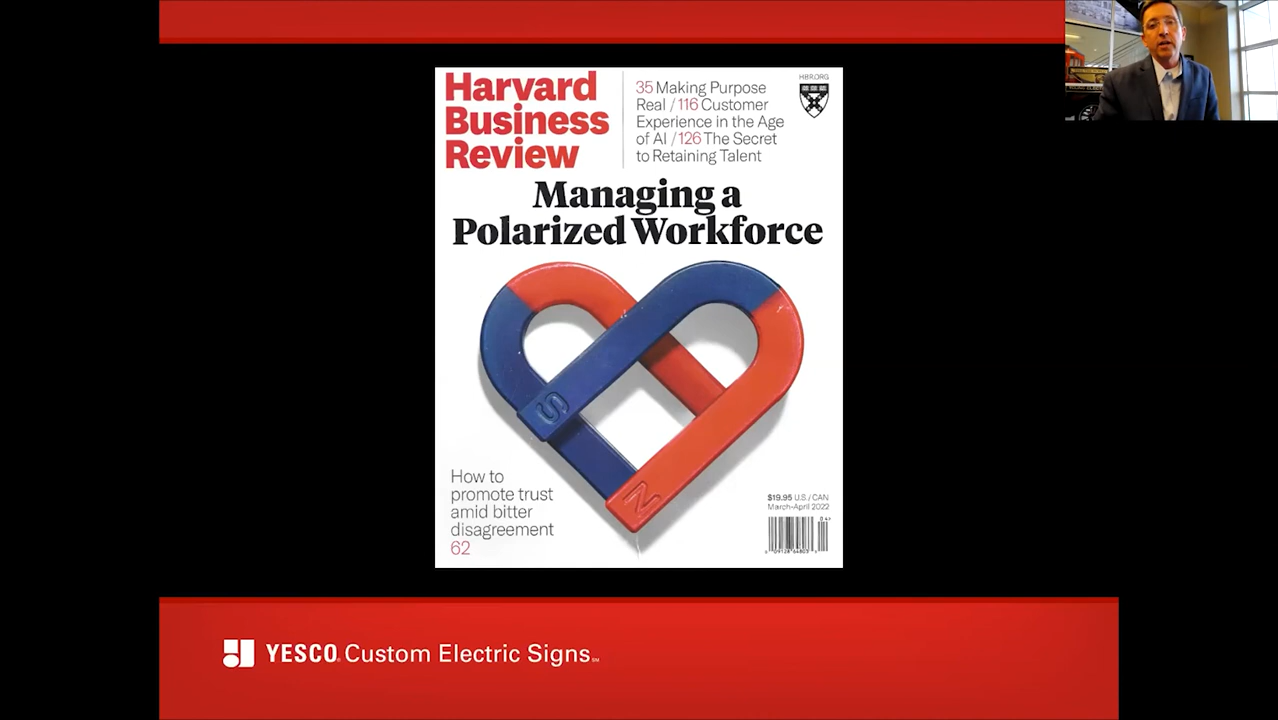 Harvard
Business
Review
35 Making Purpose
Real / 116 Customer
Experience in the Age
of AI / 126 The Secret
to Retaining Talent
HBR.ORG
Managing a
Polarized Workforce
S
N
How to
promote trust
amid bitter
disagreement
62
$19.95 U.S./CAN
March-April 2022
04>
YESCO® Custom Electric Signs℠